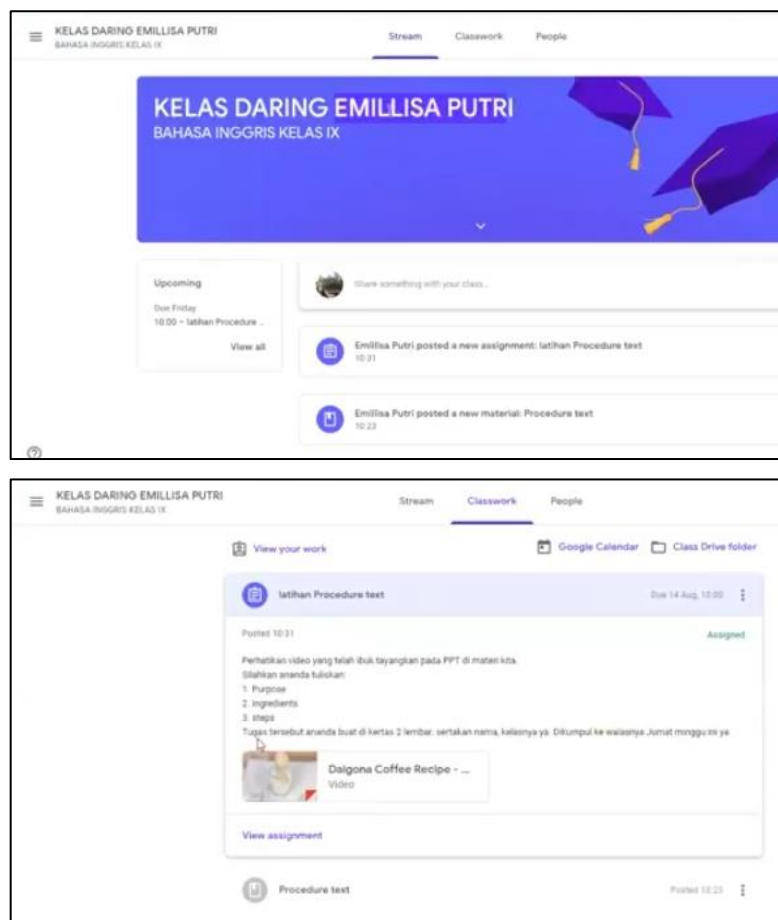 KELAS DARING EMILLISA PUTRI
BAHASA INGGRIS KELAS IX
Stream Classwork People
KELAS DARING EMILLISA PUTRI
BAHASA INGGRIS KELAS IX
Upcoming
Due Friday
10:00 – latihan Procedure ...
View all
Share something with your class...
Emillisa Putri posted a new assignment: latihan Procedure text
10:31
Emillisa Putri posted a new material: Procedure text
10:23
KELAS DARING EMILLISA PUTRI
BAHASA INGGRIS KELAS IX
Stream Classwork People
View your work
Google Calendar Class Drive folder
latihan Procedure text Due 14 Aug, 10:00
Posted 10:31 Assigned
Perhatikan video yang telah ibuk tayangkan pada PPT di materi kita.
Silahkan ananda tuliskan:
1. Purpose
2. Ingredients
3. steps
Tugas tersebut ananda buat di kertas 2 lembar. sertakan nama, kelasnya ya. Dikumpul ke walasnya Jumat minggu ini ya
Dalgona Coffee Recipe - ...
Video
View assignment
Procedure text Posted 10:23